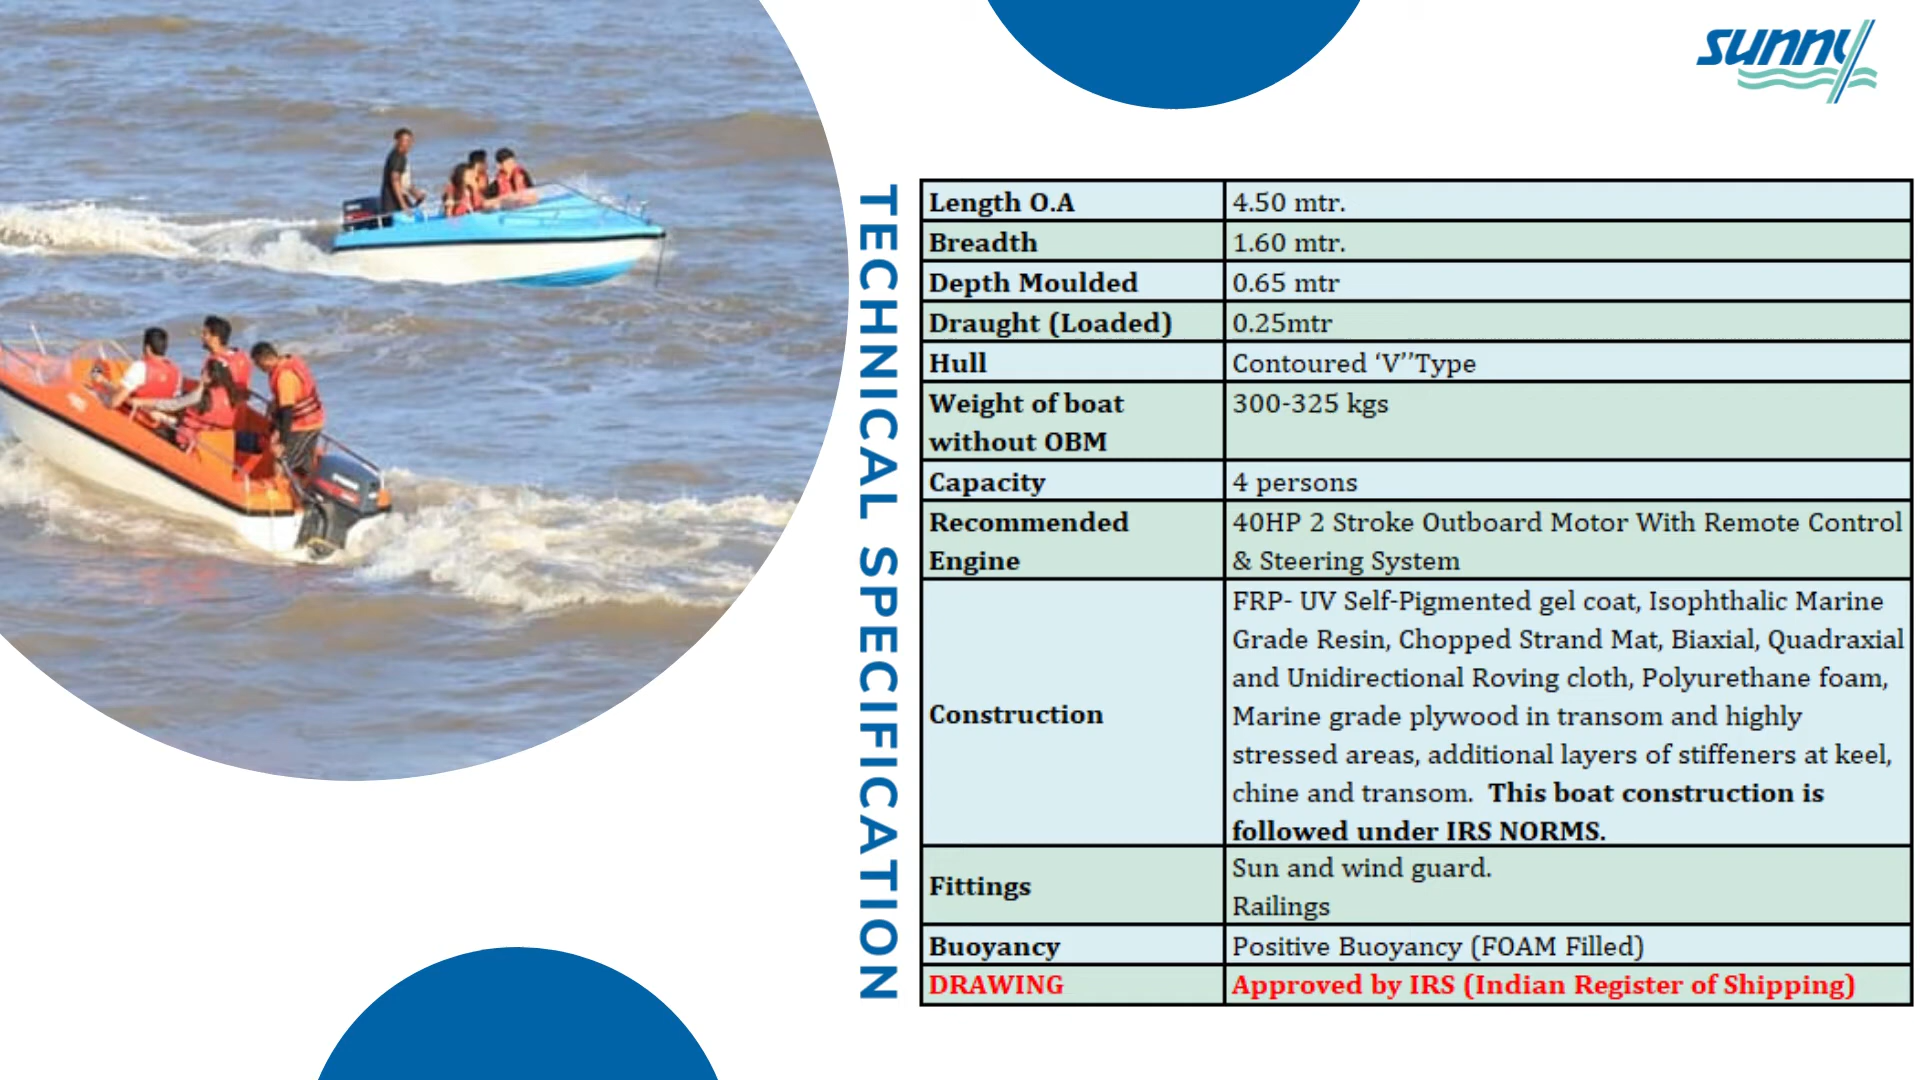 sunny
TECHNICAL SPECIFICATION
Length O.A 4.50 mtr.
Breadth 1.60 mtr.
Depth Moulded 0.65 mtr
Draught (Loaded) 0.25mtr
Hull Contoured ‘V’’Type
Weight of boat 300-325 kgs
without OBM
Capacity 4 persons
Recommended 40HP 2 Stroke Outboard Motor With Remote Control
Engine & Steering System
Construction
FRP- UV Self-Pigmented gel coat, Isophthalic Marine
Grade Resin, Chopped Strand Mat, Biaxial, Quadraxial
and Unidirectional Roving cloth, Polyurethane foam,
Marine grade plywood in transom and highly
stressed areas, additional layers of stiffeners at keel,
chine and transom. This boat construction is
followed under IRS NORMS.
Fittings
Sun and wind guard.
Railings
Buoyancy Positive Buoyancy (FOAM Filled)
DRAWING Approved by IRS (Indian Register of Shipping)